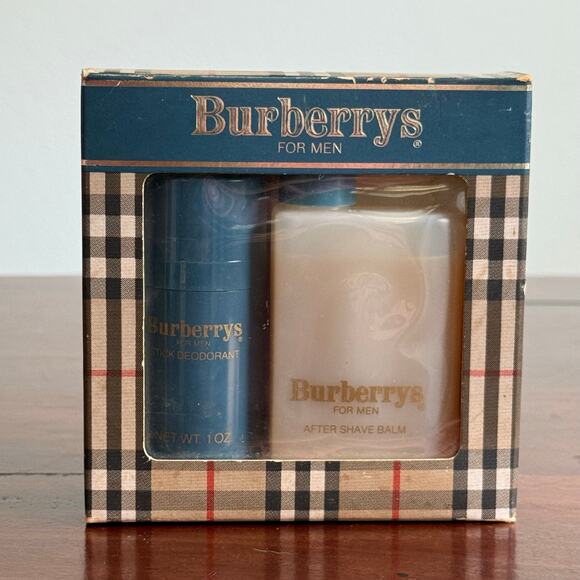 Burberrys®
FOR MEN
Burberrys®
FOR MEN
STICK DEODORANT
NET WT. 1 OZ
Burberrys®
FOR MEN
AFTER SHAVE BALM